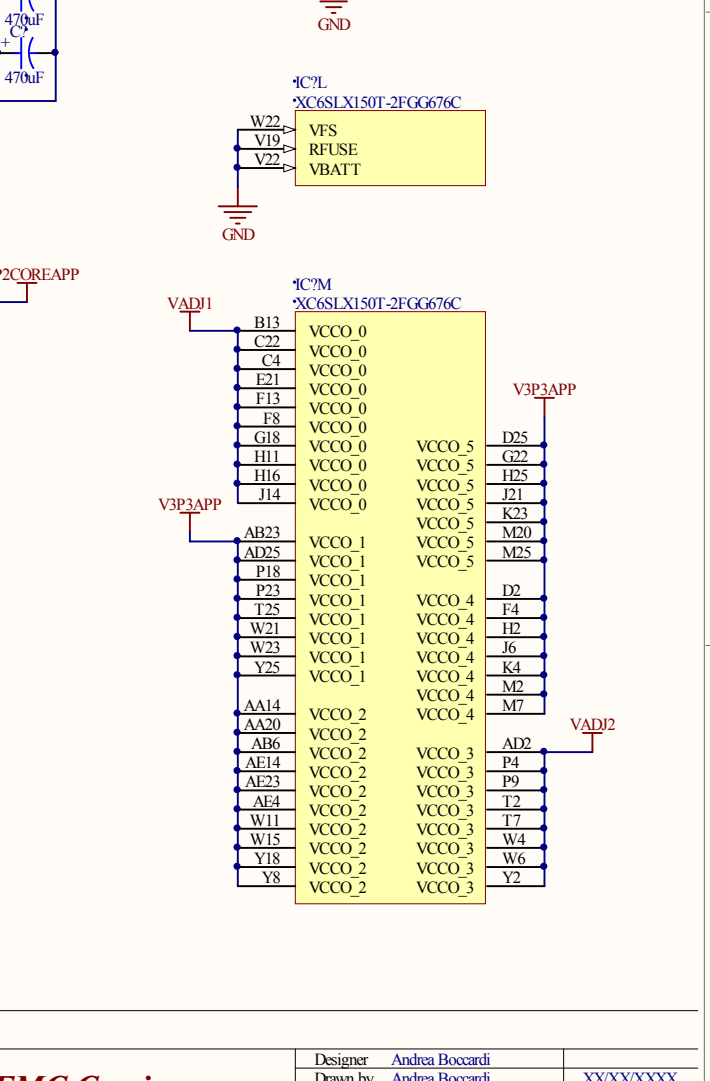 470uF
C?
+
470uF
GND
IC?L
XC6SLX150T-2FGG676C
W22 VFS
V19 RFUSE
V22 VBATT
GND
P2COREAPP
IC?M
XC6SLX150T-2FGG676C
VADJ1
B13 VCCO_0
C22 VCCO_0
C4 VCCO_0
E21 VCCO_0
F13 VCCO_0
F8 VCCO_0
G18 VCCO_0
H11 VCCO_0
H16 VCCO_0
J14 VCCO_0
V3P3APP
AB23 VCCO_1
AD25 VCCO_1
P18 VCCO_1
P23 VCCO_1
T25 VCCO_1
W21 VCCO_1
W23 VCCO_1
Y25 VCCO_1
AA14 VCCO_2
AA20 VCCO_2
AB6 VCCO_2
AE14 VCCO_2
AE23 VCCO_2
AE4 VCCO_2
W11 VCCO_2
W15 VCCO_2
Y18 VCCO_2
Y8 VCCO_2
V3P3APP
VCCO_5 D25
VCCO_5 G22
VCCO_5 H25
VCCO_5 J21
VCCO_5 K23
VCCO_5 M20
VCCO_5 M25
VCCO_4 D2
VCCO_4 F4
VCCO_4 H2
VCCO_4 J6
VCCO_4 K4
VCCO_4 M2
VCCO_4 M7
VADJ2
VCCO_3 AD2
VCCO_3 P4
VCCO_3 P9
VCCO_3 T2
VCCO_3 T7
VCCO_3 W4
VCCO_3 W6
VCCO_3 Y2
Designer Andrea Boccardi
Drawn by Andrea Boccardi XX/XX/XXXX